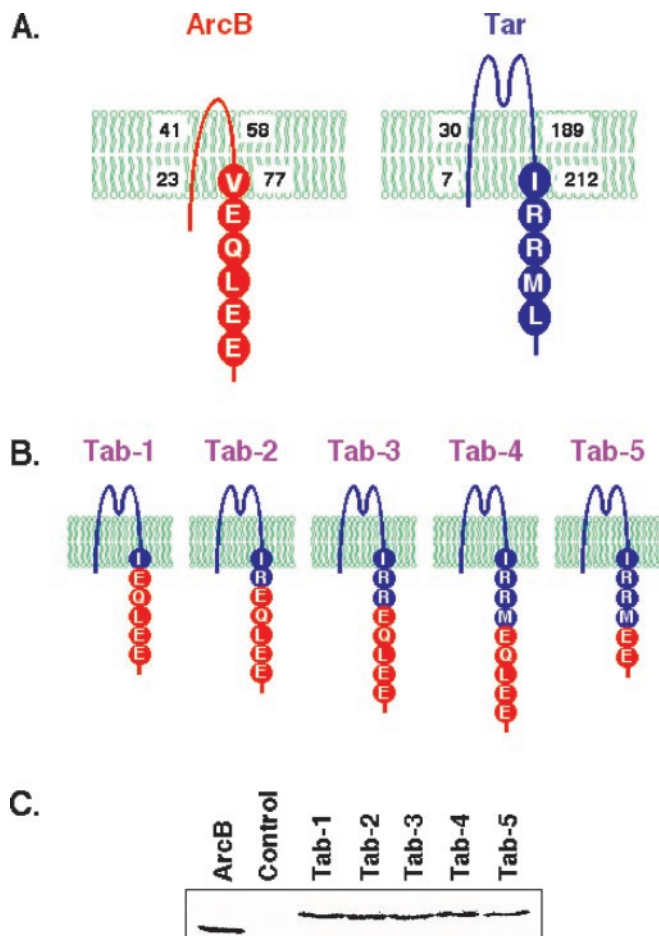 A.
ArcB Tar
41 58 30 189
23 77 7 212
V I
E R
Q R
L M
E L
E
B.
Tab-1 Tab-2 Tab-3 Tab-4 Tab-5
I I I I I
E R R R R
Q E R R R
L Q E M M
E L Q E E
E E L Q E
E E L
E E
E
C.
ArcB
Control
Tab-1
Tab-2
Tab-3
Tab-4
Tab-5